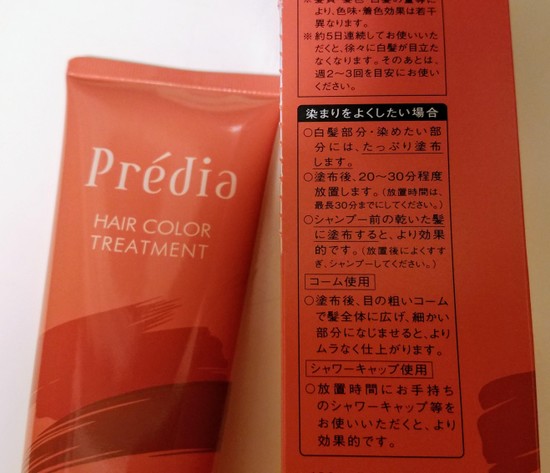 Prédia
HAIR COLOR
TREATMENT
より、色味・着色効果は若干
異なります。
※約5日連続してお使いいた
だくと、徐々に白髪が目立た
なくなります。そのあとは、
週2～3回を目安にお使い
ください。
染まりをよくしたい場合
○白髪部分・染めたい部
分には、たっぷり塗布
します。
○塗布後、20～30分程度
放置します。(放置時間は、
最長30分までにしてください。)
○シャンプー前の乾いた髪
に塗布すると、より効果
的です。(放置後によくすす
ぎ、シャンプーしてください。)
コーム使用
○塗布後、目の粗いコーム
で髪全体に広げ、細かい
部分になじませると、より
ムラなく仕上がります。
シャワーキャップ使用
○放置時間にお手持ち
のシャワーキャップ等を
お使いいただくと、より
効果的です。